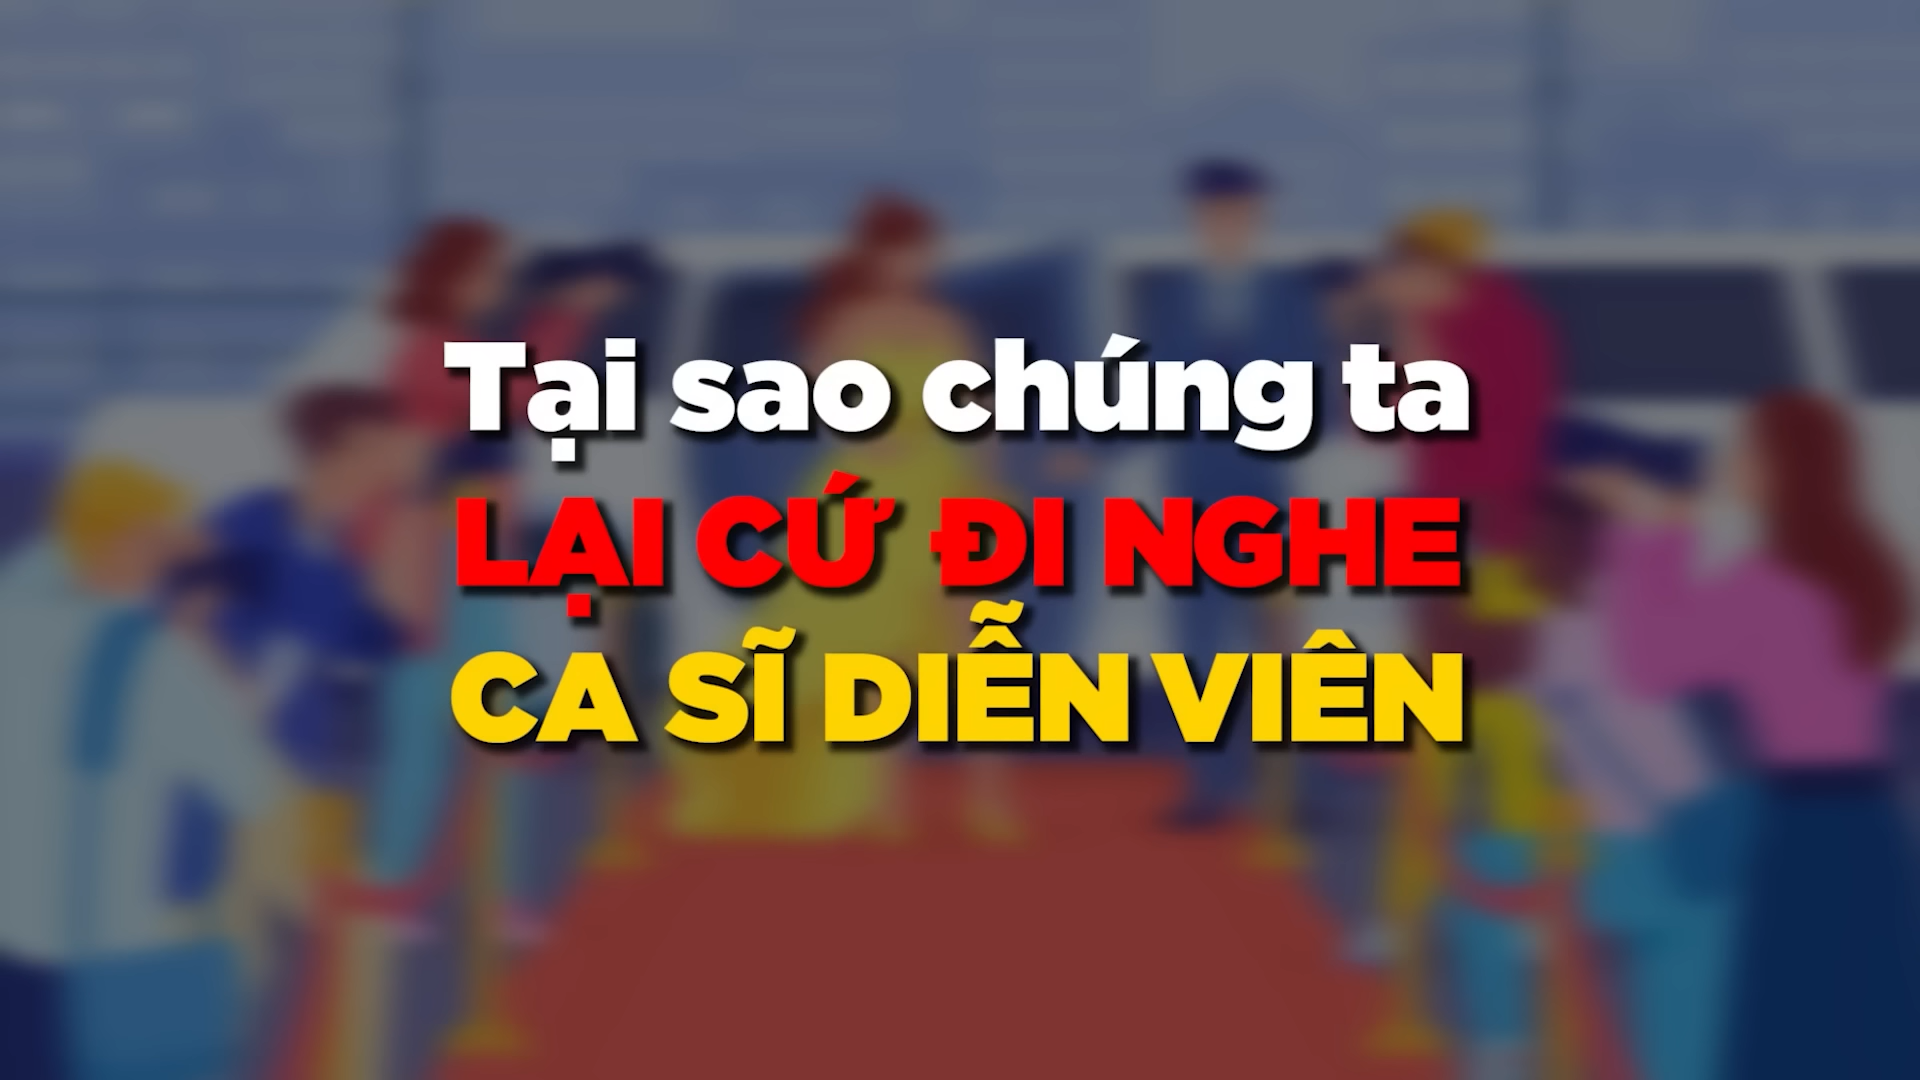 Tại sao chúng ta
LẠI CỨ ĐI NGHE
CA SĨ DIỄN VIÊN